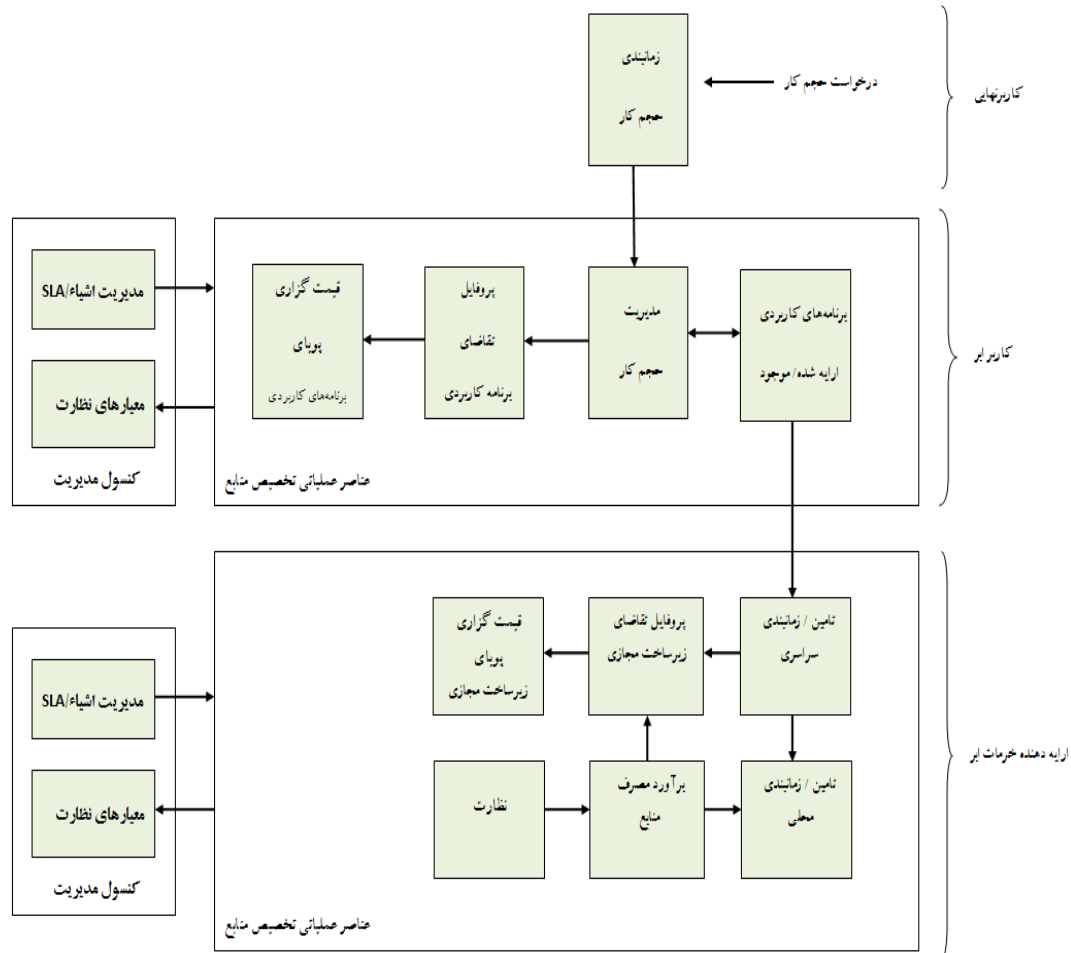 زمانبندی
حجم کار
درخواست حجم کار
کاربرنهایی
مدیریت اشیاء/SLA
معیارهای نظارت
کنسول مدیریت
برنامه‌های کاربردی
ارایه شده/موجود
مدیریت
حجم کار
پروفایل
تقاضای
برنامه کاربردی
قیمت گزاری
پویای
برنامه‌های کاربردی
عناصر عملیاتی تخصیص منابع
کاربر ابر
تامین / زمانبندی
سراسری
پروفایل تقاضای
زیرساخت مجازی
قیمت گزاری
پویای
زیرساخت مجازی
مدیریت اشیاء/SLA
معیارهای نظارت
کنسول مدیریت
نظارت
برآورد مصرف
منابع
تامین / زمانبندی
محلی
عناصر عملیاتی تخصیص منابع
ارایه دهنده خدمات ابر